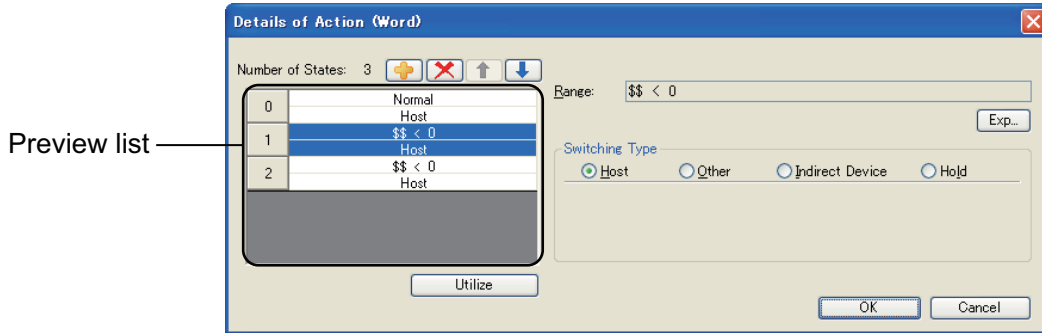 Details of Action (Word)
Number of States: 3
0 Normal
Host
1 $$ < 0
Host
2 $$ < 0
Host
Utilize
Preview list
Range: $$ < 0
Exp...
Switching Type
Host Other Indirect Device Hold
OK Cancel